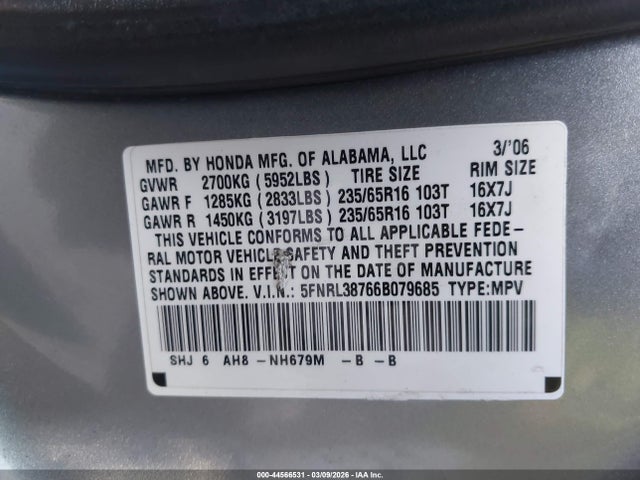 MFD. BY HONDA MFG. OF ALABAMA, LLC 3/'06
GVWR 2700KG (5952LBS) TIRE SIZE RIM SIZE
GAWR F 1285KG (2833LBS) 235/65R16 103T 16X7J
GAWR R 1450KG (3197LBS) 235/65R16 103T 16X7J
THIS VEHICLE CONFORMS TO ALL APPLICABLE FEDE-
RAL MOTOR VEHICLE SAFETY AND THEFT PREVENTION
STANDARDS IN EFFECT ON THE DATE OF MANUFACTURE
SHOWN ABOVE. V.I.N.: 5FNRL38766B079685 TYPE:MPV
SHJ 6 AH8 -NH679M -B -B
000-44566531 - 03/09/2026 - IAA Inc.